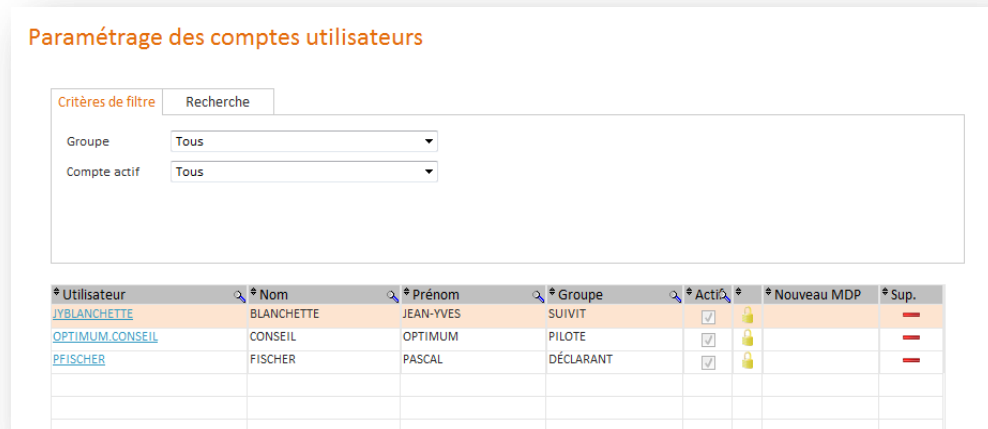 Paramétrage des comptes utilisateurs
Critères de filtre Recherche
Groupe Tous
Compte actif Tous
Utilisateur Nom Prénom Groupe Actif Nouveau MDP Sup.
JYBLANCHETTE BLANCHETTE JEAN-YVES SUIVIT
OPTIMUM.CONSEIL CONSEIL OPTIMUM PILOTE
PFISCHER FISCHER PASCAL DÉCLARANT